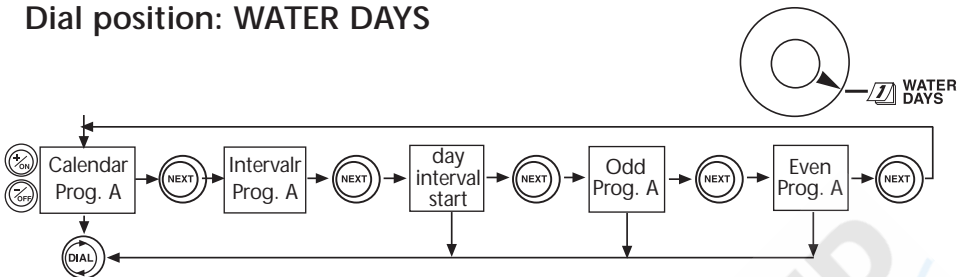 Dial position: WATER DAYS
1 WATER
DAYS
+/ON
-/OFF
Calendar
Prog. A
NEXT
Intervalr
Prog. A
NEXT
day
interval
start
NEXT
Odd
Prog. A
NEXT
Even
Prog. A
NEXT
DIAL